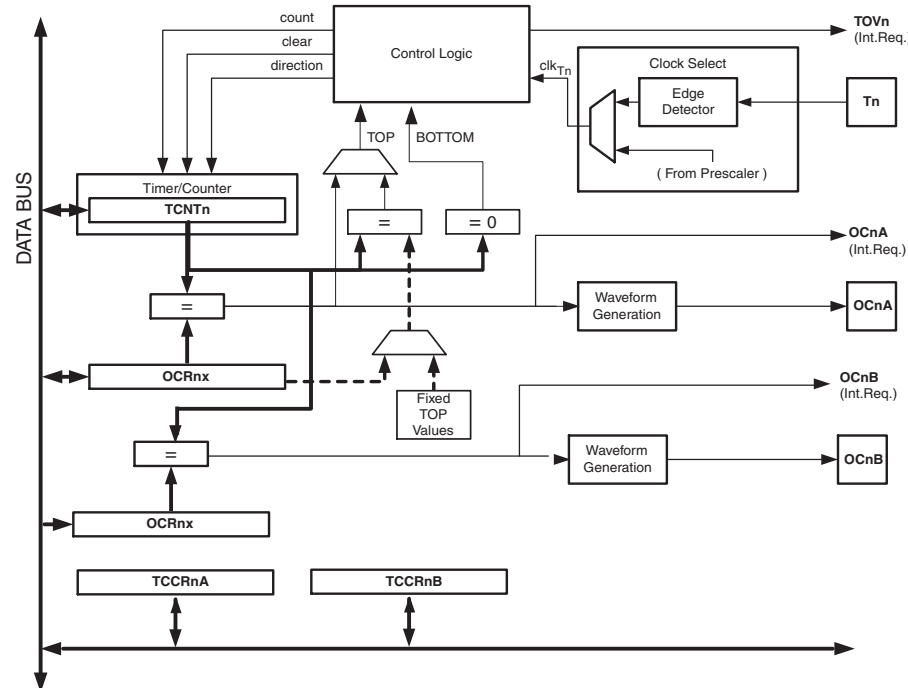 count
clear
direction
Control Logic
TOVn
(Int.Req.)
clkTn
Clock Select
Edge
Detector
Tn
TOP
BOTTOM
( From Prescaler )
Timer/Counter
TCNTn
=
= 0
DATA BUS
OCnA
(Int.Req.)
=
Waveform
Generation
OCnA
OCRnx
Fixed
TOP
Values
OCnB
(Int.Req.)
=
Waveform
Generation
OCnB
OCRnx
TCCRnA
TCCRnB